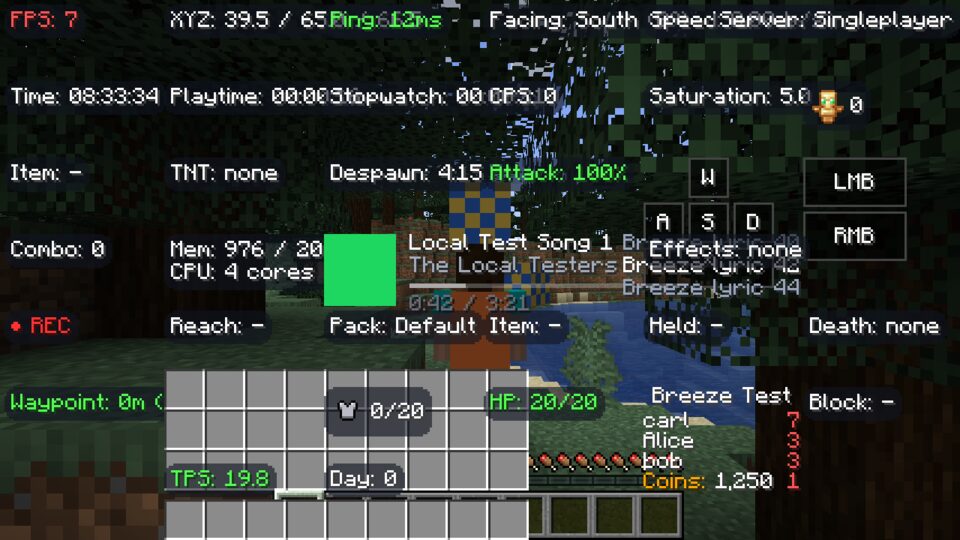 FPS: 7
XYZ: 39.5 / 65
Ping: 12ms
Facing: South
Speed
Server: Singleplayer
Time: 08:33:34
Playtime: 00:00
Stopwatch: 00
CPS: 0
Saturation: 5.0
0
Item: -
TNT: none
Despawn: 4:15
Attack: 100%
W
LMB
A S D
RMB
Combo: 0
Mem: 976 / 20
CPU: 4 cores
Local Test Song 1
The Local Testers
0:42 / 3:21
Effects: none
Breeze lyric 42
Breeze lyric 44
• REC
Reach: -
Pack: Default
Item: -
Held: -
Death: none
Waypoint: 0m (
0/20
HP: 20/20
Breeze Test
carl 7
Alice 3
bob 3
Coins: 1,250 1
Block: -
TPS: 19.8
Day: 0